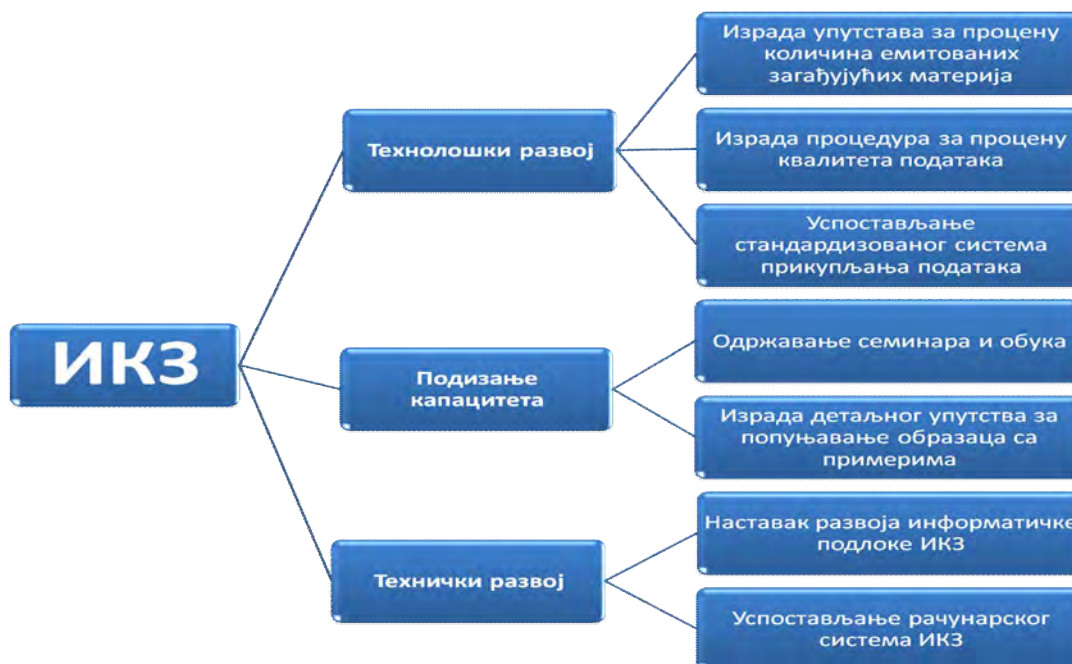 ИКЗ
Технолошки развој
Израда упутстава за процену
количина емитованих
загађујућих материја
Израда процедура за процену
квалитета података
Успостављање
стандардизованог система
прикупљања података
Подизање
капацитета
Одржавање семинара и обука
Израда детаљног упутства за
попуњавање образаца са
примерима
Технички развој
Наставак развоја информатичке
подлоке ИКЗ
Успостављање рачунарског
система ИКЗ